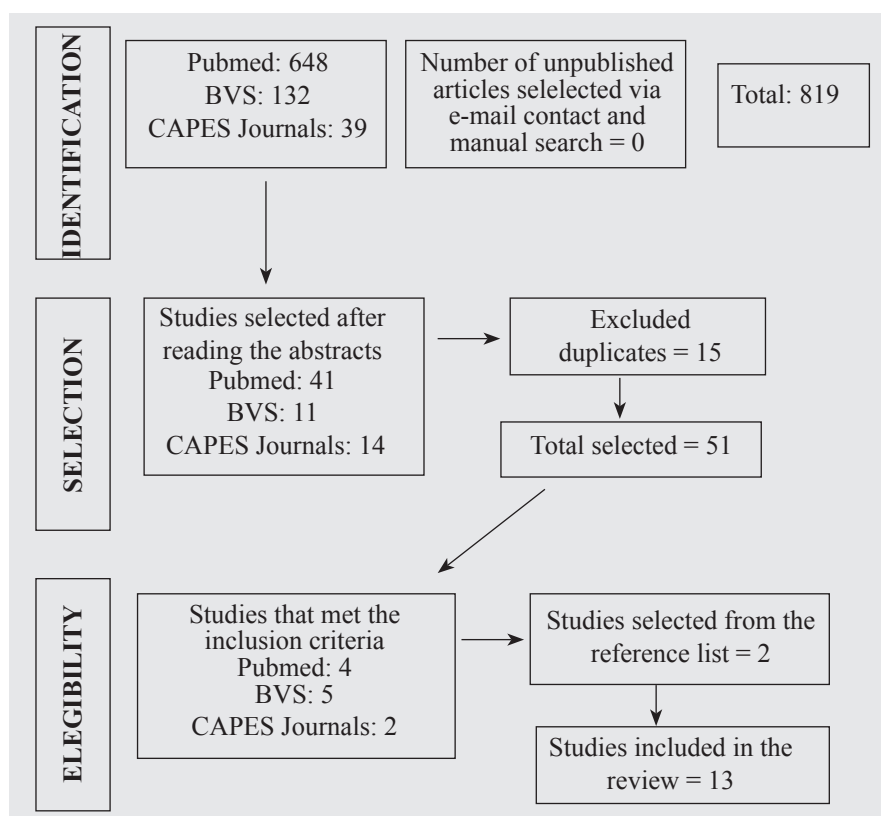 IDENTIFICATION
Pubmed: 648
BVS: 132
CAPES Journals: 39
Number of unpublished
articles selelected via
e-mail contact and
manual search = 0
Total: 819
SELECTION
Studies selected after
reading the abstracts
Pubmed: 41
BVS: 11
CAPES Journals: 14
Excluded
duplicates = 15
Total selected = 51
ELEGIBILITY
Studies that met the
inclusion criteria
Pubmed: 4
BVS: 5
CAPES Journals: 2
Studies selected from the
reference list = 2
Studies included in the
review = 13